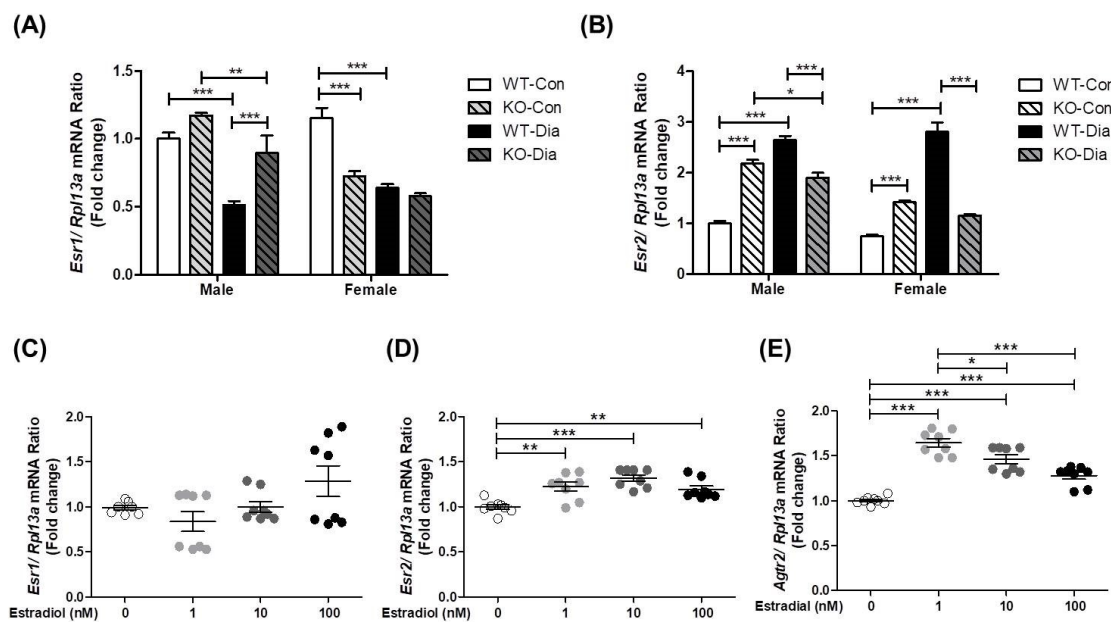 (A)
Esr1/ Rpl13a mRNA Ratio
(Fold change)
1.5
1.0
0.5
0.0
***
**
***
***
***
Male
Female
WT-Con
KO-Con
WT-Dia
KO-Dia
(B)
Esr2/ Rpl13a mRNA Ratio
(Fold change)
4
3
2
1
0
***
*
***
***
***
***
***
Male
Female
WT-Con
KO-Con
WT-Dia
KO-Dia
(C)
Esr1/ Rpl13a mRNA Ratio
(Fold change)
2.0
1.5
1.0
0.5
0.0
Estradiol (nM)
0
1
10
100
(D)
Esr2/ Rpl13a mRNA Ratio
(Fold change)
2.0
1.5
1.0
0.5
0.0
**
***
**
Estradiol (nM)
0
1
10
100
(E)
Agtr2/ Rpl13a mRNA Ratio
(Fold change)
2.0
1.5
1.0
0.5
0.0
***
*
***
***
***
Estradial (nM)
0
1
10
100